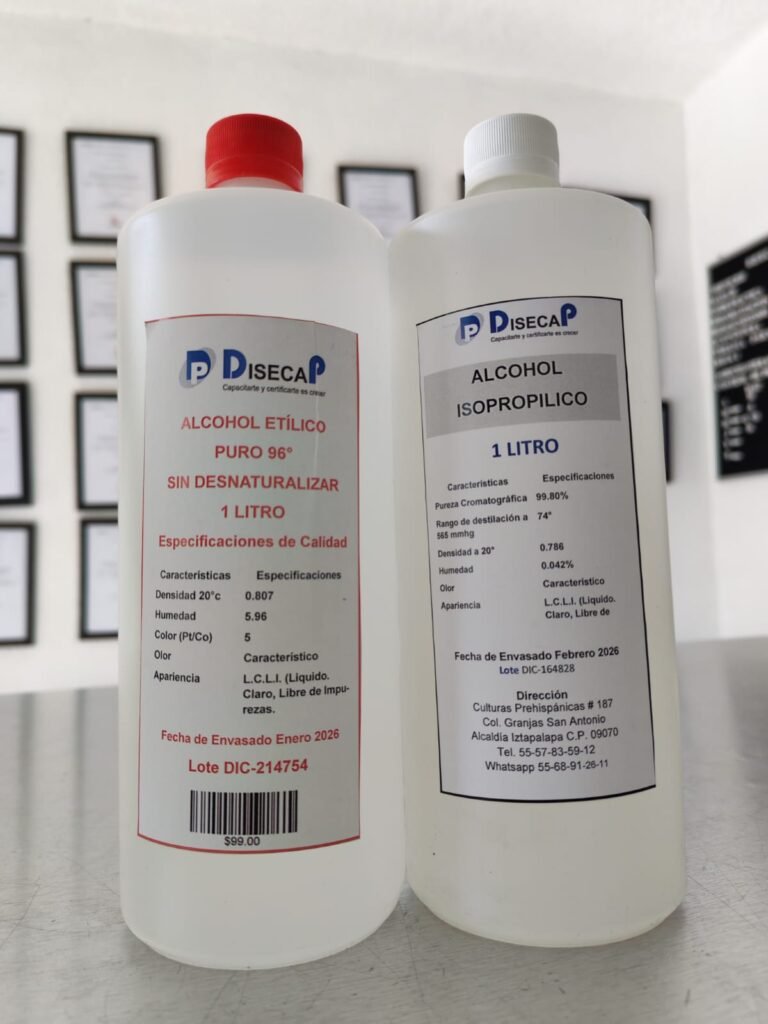 DISECAP
Capacitarte y certificarte es crecer
ALCOHOL ETÍLICO
PURO 96°
SIN DESNATURALIZAR
1 LITRO
Especificaciones de Calidad
Caracteristicas Especificaciones
Densidad 20°c 0.807
Humedad 5.96
Color (Pt/Co) 5
Olor Característico
Apariencia L.C.L.I. (Liquido.
Claro, Libre de Impu-
rezas.
Fecha de Envasado Enero 2026
Lote DIC-214754
$99.00
DISECAP
Capacitarte y certificarte es crecer
ALCOHOL
ISOPROPILICO
1 LITRO
Características Especificaciones
Pureza Cromatográfica 99.80%
Rango de destilación a 74°
565 mmhg
Densidad a 20° 0.786
Humedad 0.042%
Olor Característico
Apariencia L.C.L.I. (Liquido.
Claro, Libre de
Fecha de Envasado Febrero 2026
Lote DIC-164828
Dirección
Culturas Prehispánicas # 187
Col. Granjas San Antonio
Alcaldía Iztapalapa C.P. 09070
Tel. 55-57-83-59-12
Whatsapp 55-68-91-26-11